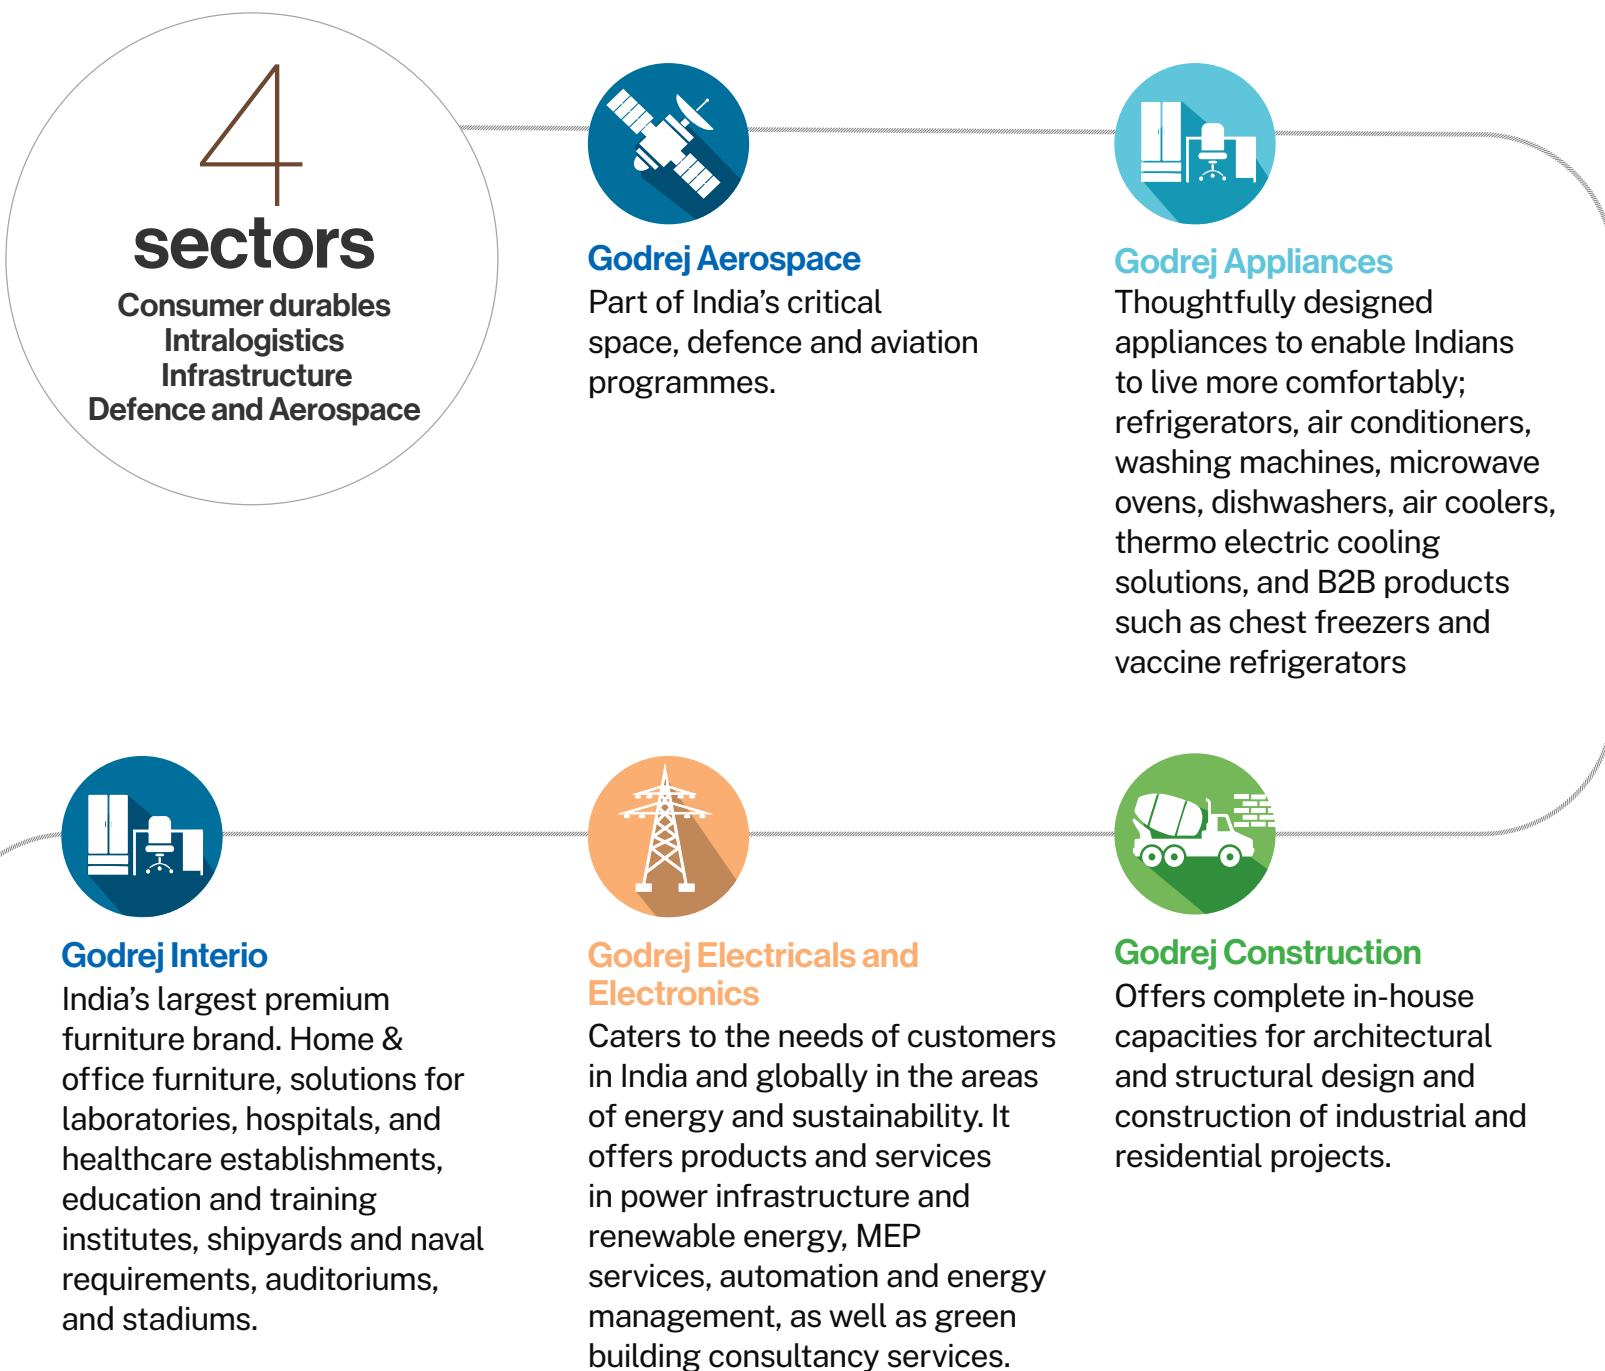 4
sectors
Consumer durables
Intralogistics
Infrastructure
Defence and Aerospace
Godrej Aerospace
Part of India’s critical
space, defence and aviation
programmes.
Godrej Appliances
Thoughtfully designed
appliances to enable Indians
to live more comfortably;
refrigerators, air conditioners,
washing machines, microwave
ovens, dishwashers, air coolers,
thermo electric cooling
solutions, and B2B products
such as chest freezers and
vaccine refrigerators
Godrej Interio
India’s largest premium
furniture brand. Home &
office furniture, solutions for
laboratories, hospitals, and
healthcare establishments,
education and training
institutes, shipyards and naval
requirements, auditoriums,
and stadiums.
Godrej Electricals and
Electronics
Caters to the needs of customers
in India and globally in the areas
of energy and sustainability. It
offers products and services
in power infrastructure and
renewable energy, MEP
services, automation and energy
management, as well as green
building consultancy services.
Godrej Construction
Offers complete in-house
capacities for architectural
and structural design and
construction of industrial and
residential projects.